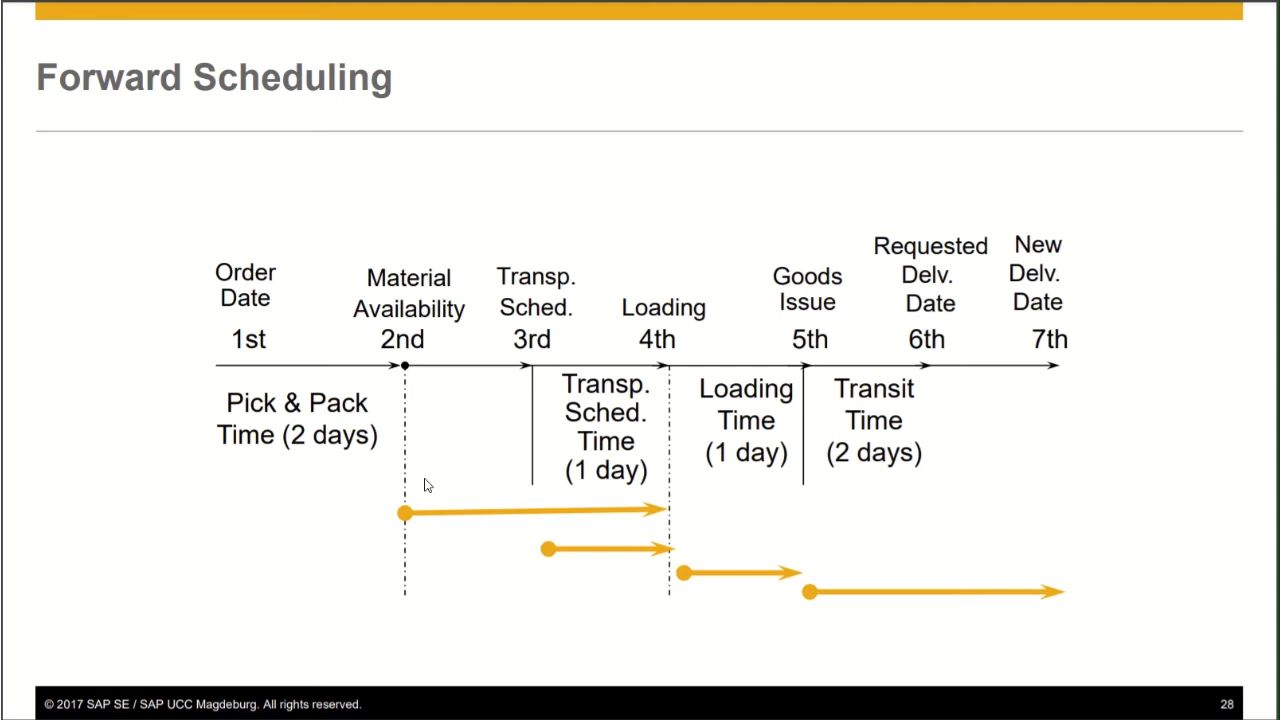 Forward Scheduling
Order
Date
1st
Material
Availability
2nd
Transp.
Sched.
3rd
Loading
4th
Goods
Issue
5th
Requested
Delv.
Date
6th
New
Delv.
Date
7th
Pick & Pack
Time (2 days)
Transp.
Sched.
Time
(1 day)
Loading
Time
(1 day)
Transit
Time
(2 days)
© 2017 SAP SE / SAP UCC Magdeburg. All rights reserved.
28